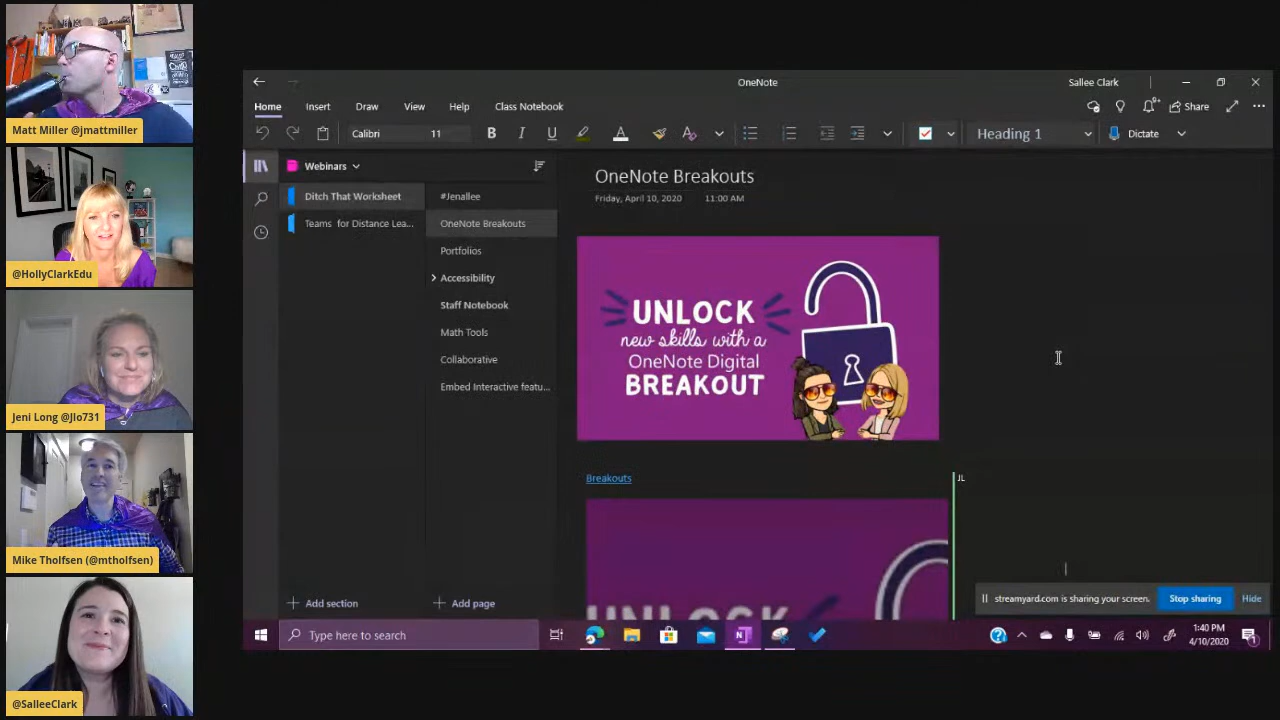 Matt Miller @jmattmiller
@HollyClarkEdu
Jeni Long @Jlo731
Mike Tholfsen (@mtholfsen)
@SalleeClark
OneNote
Sallee Clark
Home Insert Draw View Help Class Notebook
Share
Calibri 11
Heading 1
Dictate
Webinars
Ditch That Worksheet
Teams for Distance Lea...
#Jenallee
OneNote Breakouts
Portfolios
Accessibility
Staff Notebook
Math Tools
Collaborative
Embed Interactive featu...
OneNote Breakouts
Friday, April 10, 2020 11:00 AM
UNLOCK
new skills with a
OneNote Digital
BREAKOUT
Breakouts
JL
UNLOCK
+ Add section
+ Add page
streamyard.com is sharing your screen.
Stop sharing
Hide
Type here to search
1:40 PM
4/10/2020